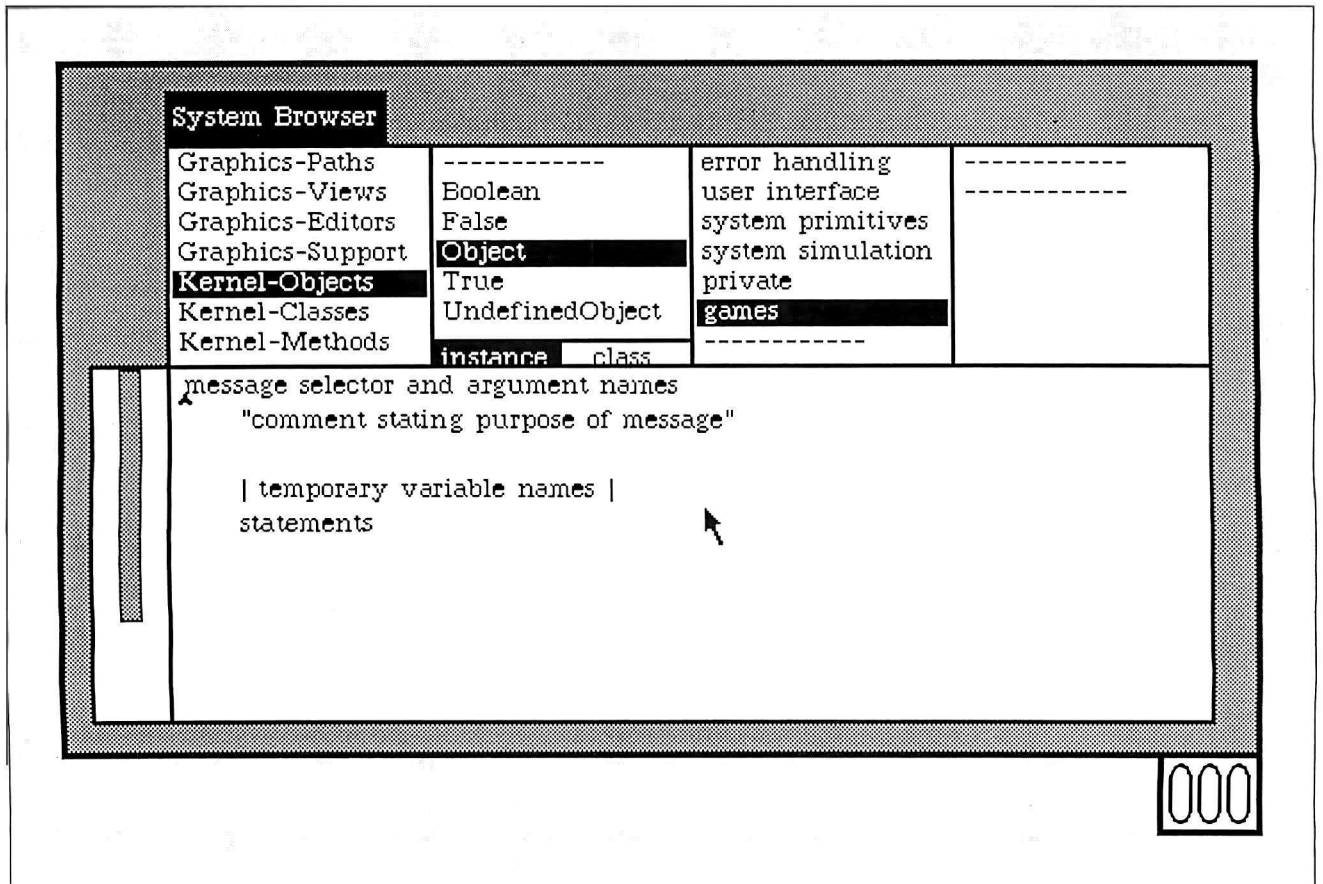 System Browser
Graphics-Paths
Graphics-Views
Graphics-Editors
Graphics-Support
Kernel-Objects
Kernel-Classes
Kernel-Methods
------------
Boolean
False
Object
True
UndefinedObject
instance class
error handling
user interface
system primitives
system simulation
private
games
------------
------------
------------
message selector and argument names
"comment stating purpose of message"
| temporary variable names |
statements